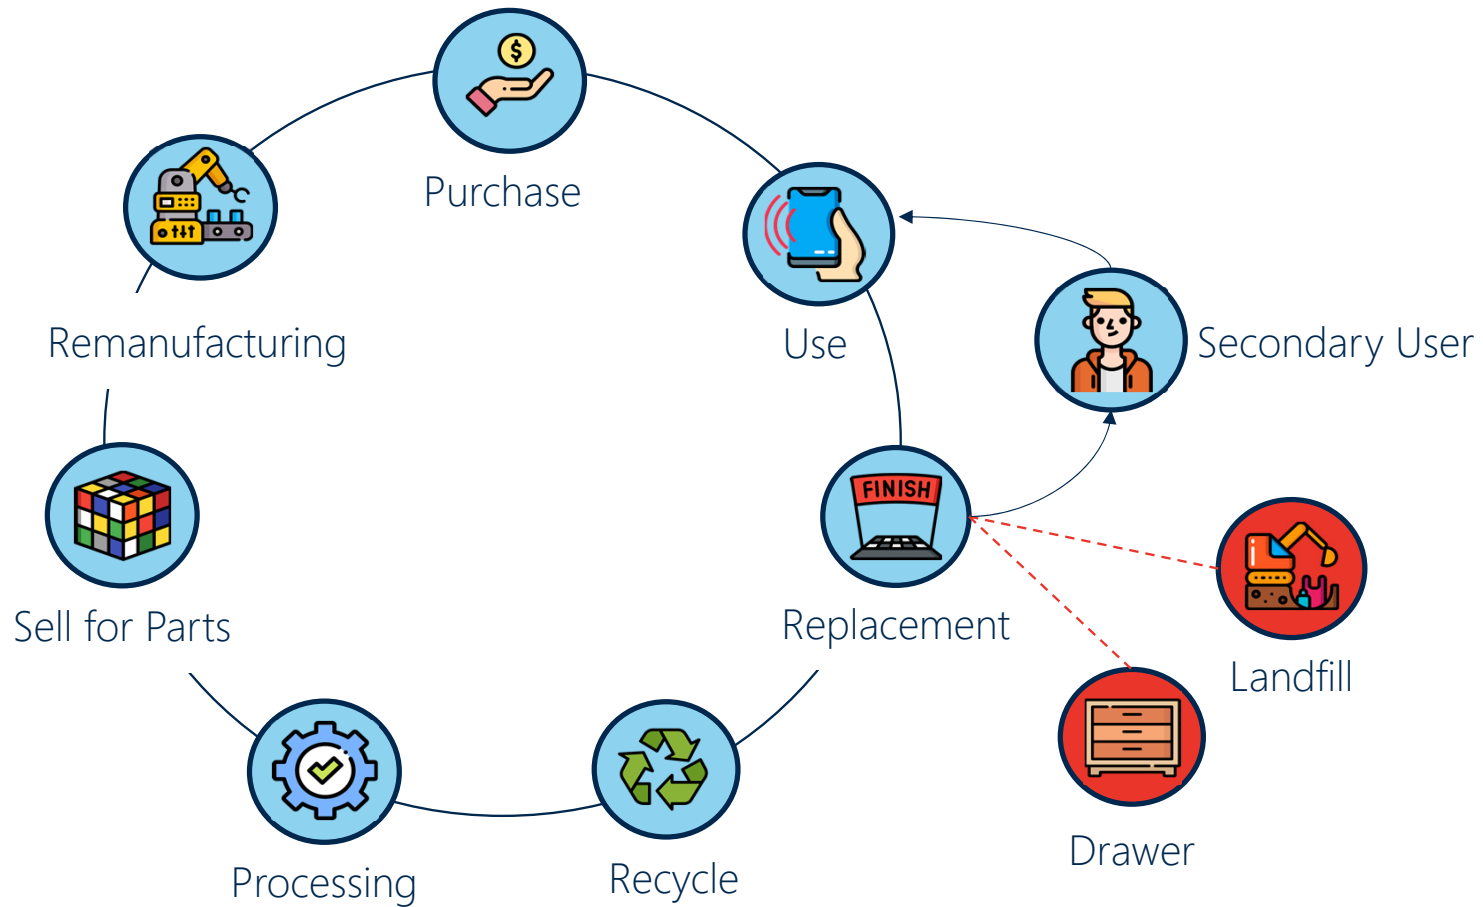 $
Purchase
Use
Secondary User
Remanufacturing
FINISH
Replacement
Sell for Parts
Landfill
Drawer
Recycle
Processing